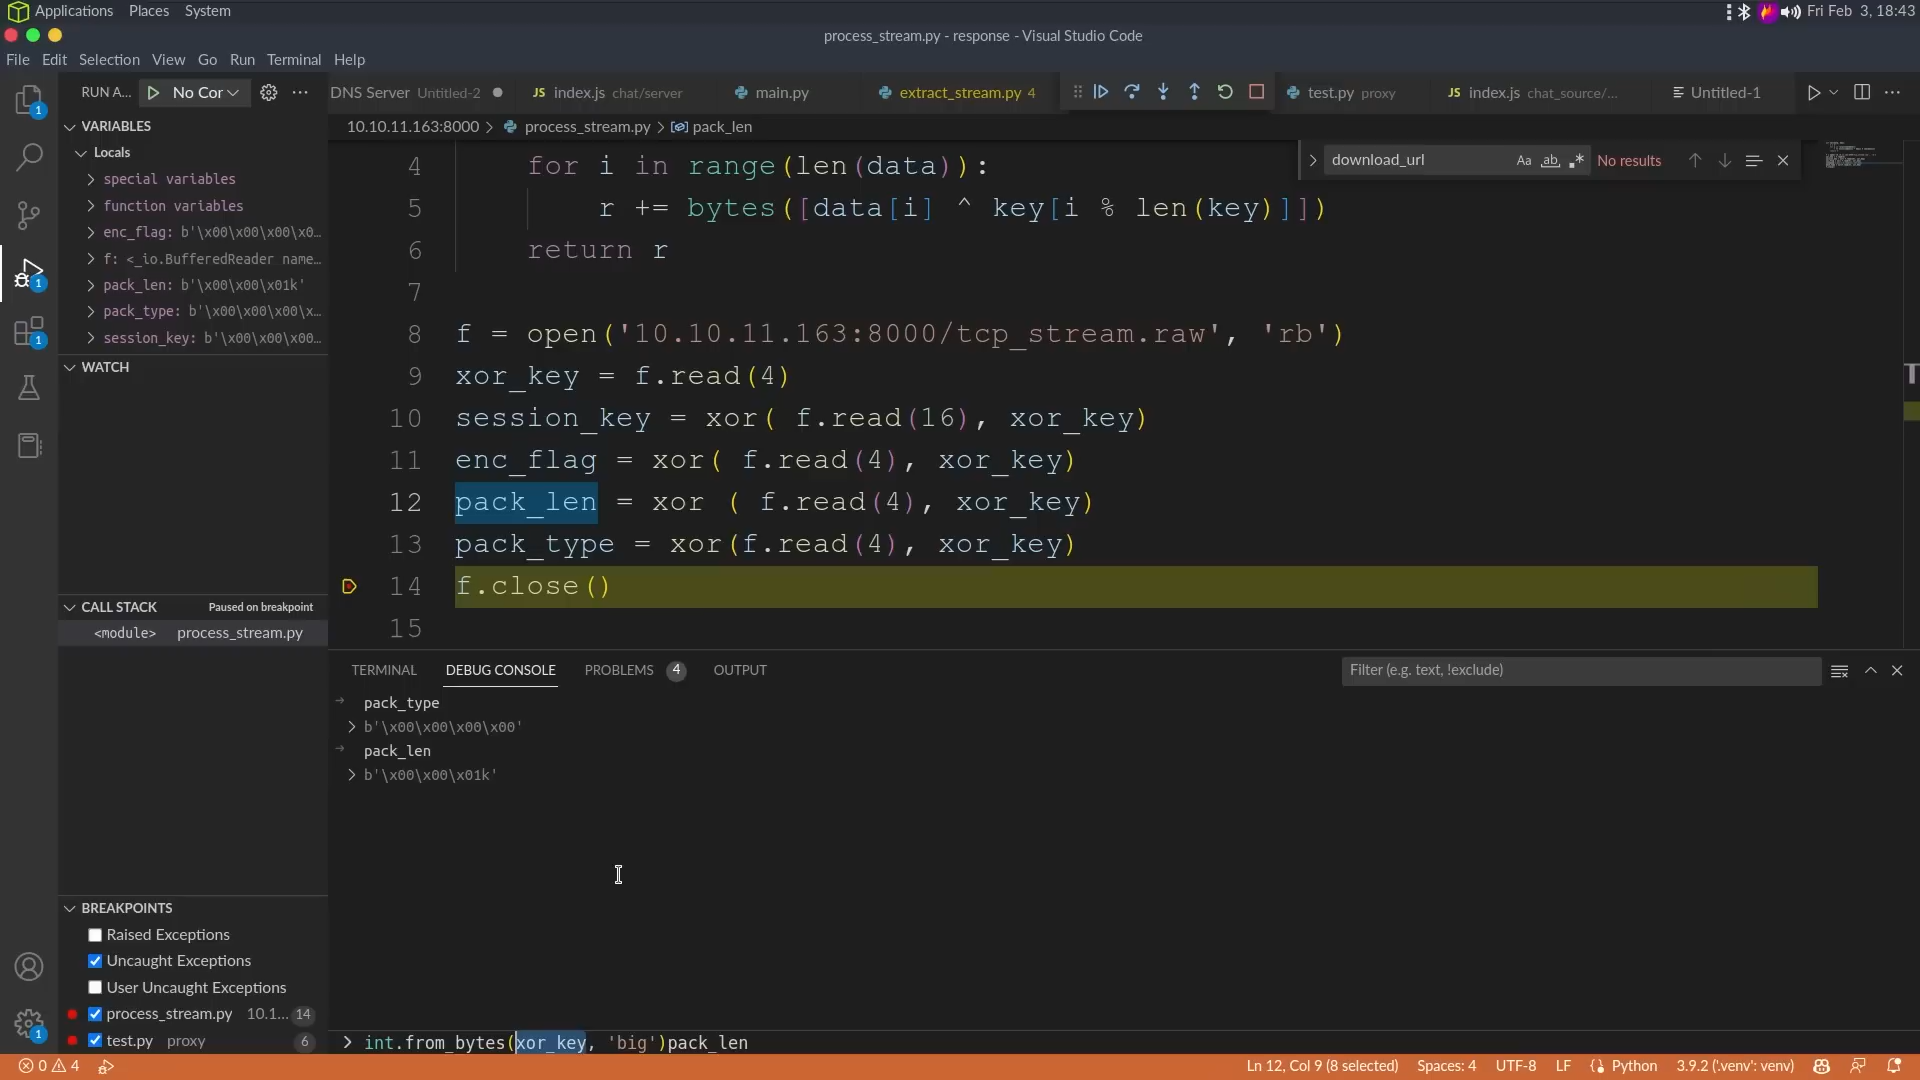 Applications Places System
Fri Feb 3, 18:43
process_stream.py - response - Visual Studio Code
File Edit Selection View Go Run Terminal Help
RUN A... No Cor
DNS Server Untitled-2
JS index.js chat/server
main.py
extract_stream.py 4
test.py proxy
JS index.js chat_source/...
Untitled-1
VARIABLES
Locals
special variables
function variables
enc_flag: b'\x00\x00\x00\x0...
f: <_io.BufferedReader name...
pack_len: b'\x00\x00\x01k'
pack_type: b'\x00\x00\x00\x...
session_key: b'\x00\x00\x00...
WATCH
CALL STACK Paused on breakpoint
<module> process_stream.py
BREAKPOINTS
Raised Exceptions
Uncaught Exceptions
User Uncaught Exceptions
process_stream.py 10.1... 14
test.py proxy 6
10.10.11.163:8000 > process_stream.py > pack_len
download_url Aa ab .* No results
4 for i in range(len(data)):
5 r += bytes([data[i] ^ key[i % len(key)]])
6 return r
7
8 f = open('10.10.11.163:8000/tcp_stream.raw', 'rb')
9 xor_key = f.read(4)
10 session_key = xor( f.read(16), xor_key)
11 enc_flag = xor( f.read(4), xor_key)
12 pack_len = xor ( f.read(4), xor_key)
13 pack_type = xor(f.read(4), xor_key)
14 f.close()
15
TERMINAL DEBUG CONSOLE PROBLEMS 4 OUTPUT
Filter (e.g. text, !exclude)
pack_type
b'\x00\x00\x00\x00'
pack_len
b'\x00\x00\x01k'
int.from_bytes(xor_key, 'big')pack_len
0 4
Ln 12, Col 9 (8 selected) Spaces: 4 UTF-8 LF Python 3.9.2 ('.venv': venv)